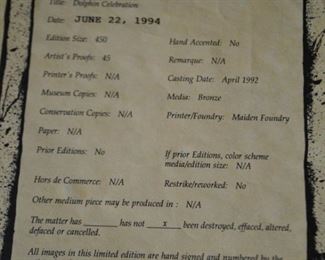 Title: Dolphin Celebration
Date: JUNE 22, 1994
Edition Size: 450 Hand Accented: No
Artist's Proofs: 45 Remarque: N/A
Printer's Proofs: N/A Casting Date: April 1992
Museum Copies: N/A Media: Bronze
Conservation Copies: N/A Printer/Foundry: Maiden Foundry
Paper: N/A
Prior Editions: No If prior Editions, color scheme
media/edition size: N/A
Hors de Commerce: N/A Restrike/reworked: No
Other medium piece may be produced in : N/A
The matter has ______ has not __x__ been destroyed, effaced, altered,
defaced or cancelled.
All images in this limited edition are hand signed and numbered by the